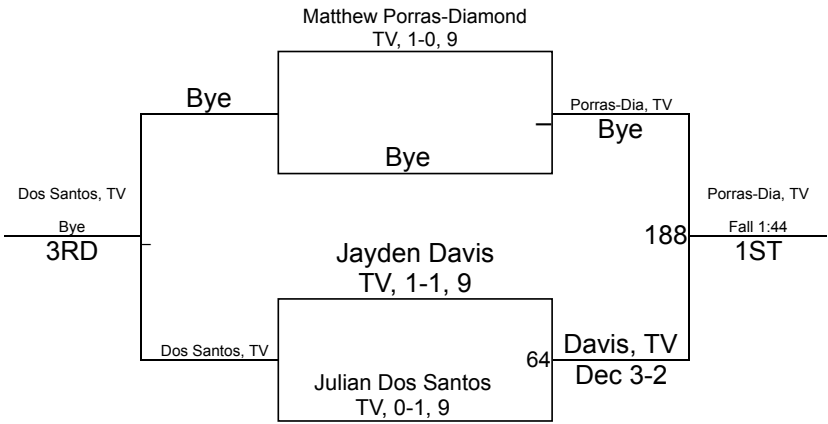 Matthew Porras-Diamond
TV, 1-0, 9
Bye
Porras-Dia, TV
Bye
Bye
Dos Santos, TV
Bye
3RD
Porras-Dia, TV
188
Fall 1:44
1ST
Jayden Davis
TV, 1-1, 9
Dos Santos, TV
64
Davis, TV
Dec 3-2
Julian Dos Santos
TV, 0-1, 9